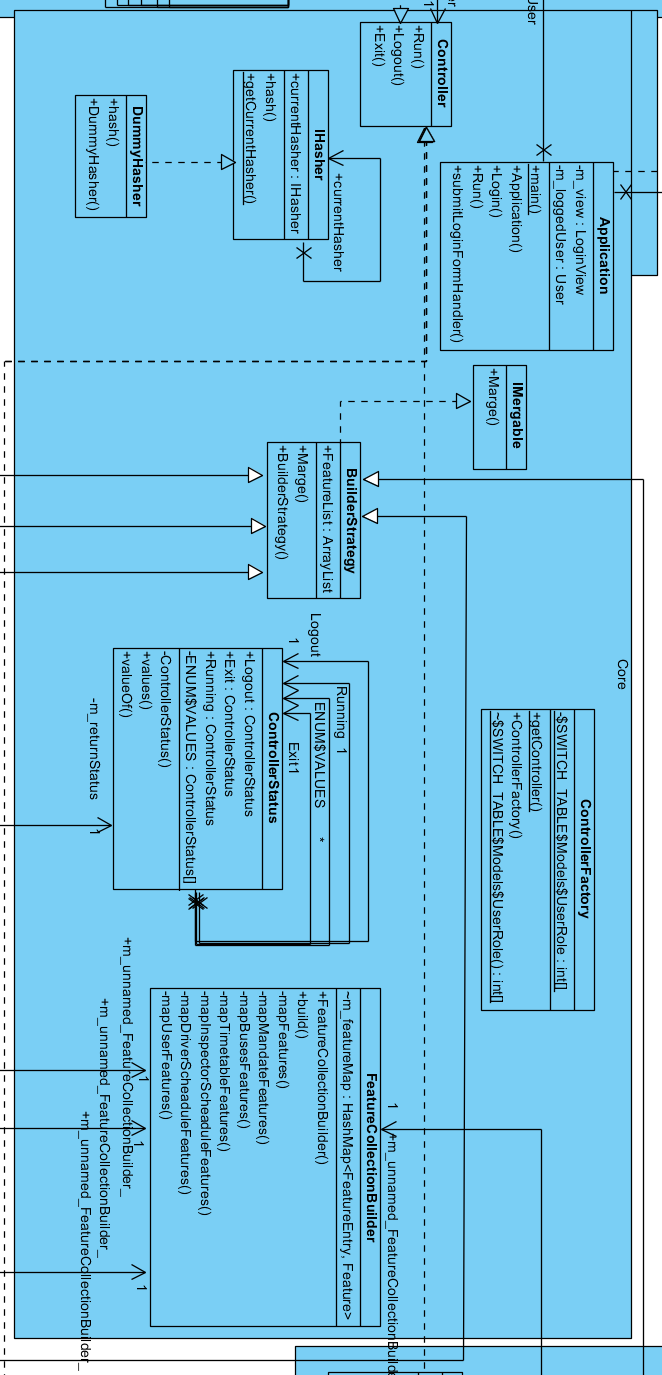 Core
Application
-m_view : LoginView
-m_loggedUser : User
+main()
+Application()
+Login()
+Run()
+submitLoginFormHandler()
Controller
+Run()
+Logout()
+Exit()
1
User
IHasher
+currentHasher : IHasher
+hash()
+getCurrentHasher()
+currentHasher
DummyHasher
+hash()
+DummyHasher()
IMergable
+Marge()
BuilderStrategy
+FeatureList : ArrayList
+Marge()
+BuilderStrategy()
ControllerFactory
-$SWITCH_TABLE$Models$UserRole : int[]
+getController()
+ControllerFactory()
~$SWITCH_TABLE$Models$UserRole() : int[]
ControllerStatus
+Logout : ControllerStatus
+Exit : ControllerStatus
+Running : ControllerStatus
-ENUM$VALUES : ControllerStatus[]
-ControllerStatus()
+values()
+valueOf()
Logout
1
Running 1
ENUM$VALUES *
Exit1
-m_returnStatus
1
FeatureCollectionBuilder
~m_featureMap : HashMap<FeatureEntry, Feature>
+FeatureCollectionBuilder()
+build()
-mapFeatures()
-mapMandateFeatures()
-mapBusesFeatures()
-mapTimetableFeatures()
-mapInspectorScheaduleFeatures()
-mapDriverScheaduleFeatures()
-mapUserFeatures()
1
+m_unnamed_FeatureCollectionBuild
+m_unnamed_FeatureCollectionBuilder_
1
+m_unnamed_FeatureCollectionBuilder_
1
+m_unnamed_FeatureCollectionBuilder_
1